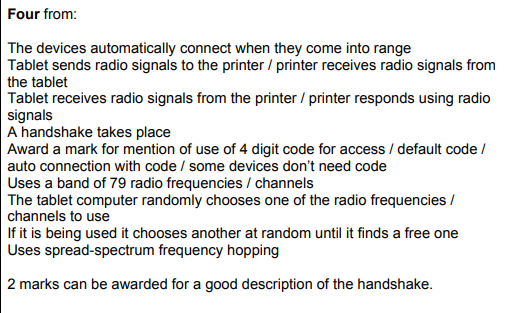 Four from:
The devices automatically connect when they come into range
Tablet sends radio signals to the printer / printer receives radio signals from
the tablet
Tablet receives radio signals from the printer / printer responds using radio
signals
A handshake takes place
Award a mark for mention of use of 4 digit code for access / default code /
auto connection with code / some devices don't need code
Uses a band of 79 radio frequencies / channels
The tablet computer randomly chooses one of the radio frequencies /
channels to use
If it is being used it chooses another at random until it finds a free one
Uses spread-spectrum frequency hopping
2 marks can be awarded for a good description of the handshake.